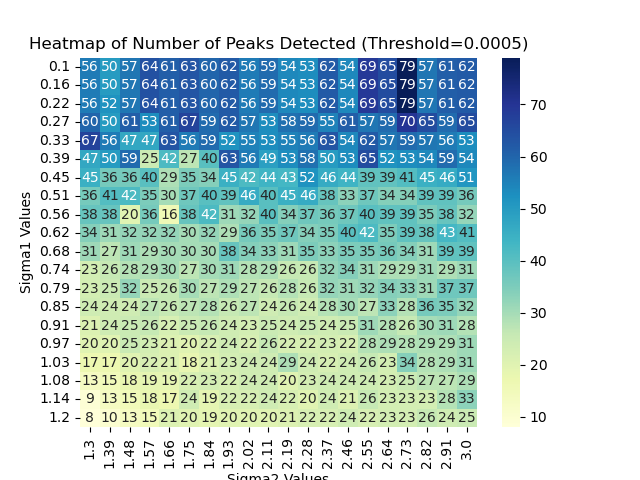 Heatmap of Number of Peaks Detected (Threshold=0.0005)
Sigma1 Values
0.1 56 50 57 64 61 63 60 62 56 59 54 53 62 54 69 65 79 57 61 62
0.16 56 50 57 64 61 63 60 62 56 59 54 53 62 54 69 65 79 57 61 62
0.22 56 52 57 64 61 63 60 62 56 59 54 53 62 54 69 65 79 57 61 62
0.27 60 50 61 53 61 67 59 62 57 53 58 59 55 61 57 59 70 65 59 65
0.33 67 56 47 47 63 56 59 52 55 53 55 56 63 54 62 57 59 57 56 53
0.39 47 50 59 25 42 27 40 63 56 49 53 58 50 53 65 52 53 54 59 54
0.45 45 36 36 40 29 35 34 45 42 44 43 52 46 44 39 39 41 45 46 51
0.51 36 41 42 35 30 37 40 39 46 40 45 46 38 33 37 34 34 39 39 36
0.56 38 38 20 36 16 38 42 31 32 40 34 37 36 37 40 39 39 35 38 32
0.62 34 31 32 32 32 30 32 29 36 35 37 34 35 40 42 35 39 38 43 41
0.68 31 27 31 29 30 30 30 38 34 33 31 35 33 35 35 36 34 31 39 39
0.74 23 26 28 29 30 27 30 31 28 29 26 26 32 34 31 29 29 31 29 31
0.79 23 25 32 25 26 30 27 29 27 26 28 26 32 31 32 34 33 31 37 37
0.85 24 24 24 27 26 27 28 26 27 24 26 24 28 30 27 33 28 36 35 32
0.91 21 24 25 26 22 25 26 24 23 25 24 25 24 25 31 28 26 30 31 28
0.97 20 20 25 23 21 20 22 24 22 27 26 22 23 22 28 29 28 29 29 31
1.03 17 17 20 22 21 18 21 23 24 24 29 24 22 24 26 23 34 28 29 31
1.08 13 15 18 19 19 22 23 22 24 24 20 23 24 24 24 23 25 27 27 29
1.14 9 13 15 18 17 24 19 22 22 24 22 20 24 21 26 23 23 23 28 33
1.2 8 10 13 15 21 20 19 20 20 20 21 22 22 24 22 23 23 26 24 25
1.3 1.39 1.48 1.57 1.66 1.75 1.84 1.93 2.02 2.11 2.19 2.28 2.37 2.46 2.55 2.64 2.73 2.82 2.91 3.0
Sigma2 Values
70
60
50
40
30
20
10